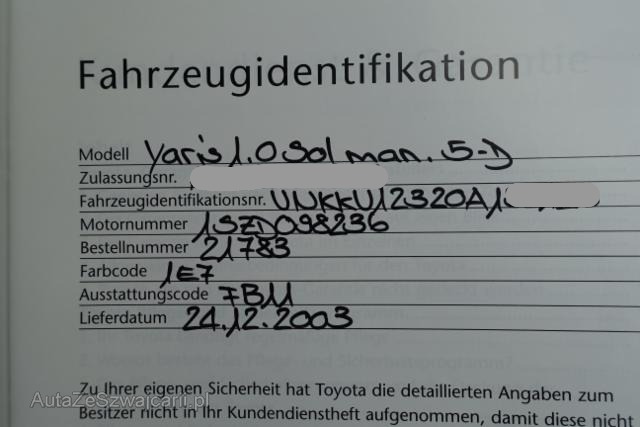 Fahrzeugidentifikation
Modell Yaris 1.0 Sol man. 5-D
Zulassungsnr.
Fahrzeugidentifikationsnr. VNKKV12320A1
Motornummer 1SZD098236
Bestellnummer 21783
Farbcode 1E7
Ausstattungscode 7B11
Lieferdatum 24.12.2003
Zu Ihrer eigenen Sicherheit hat Toyota die detaillierten Angaben zum
Besitzer nicht in Ihr Kundendienstheft aufgenommen, damit diese nicht
AutaZeSzwajcarii.pl